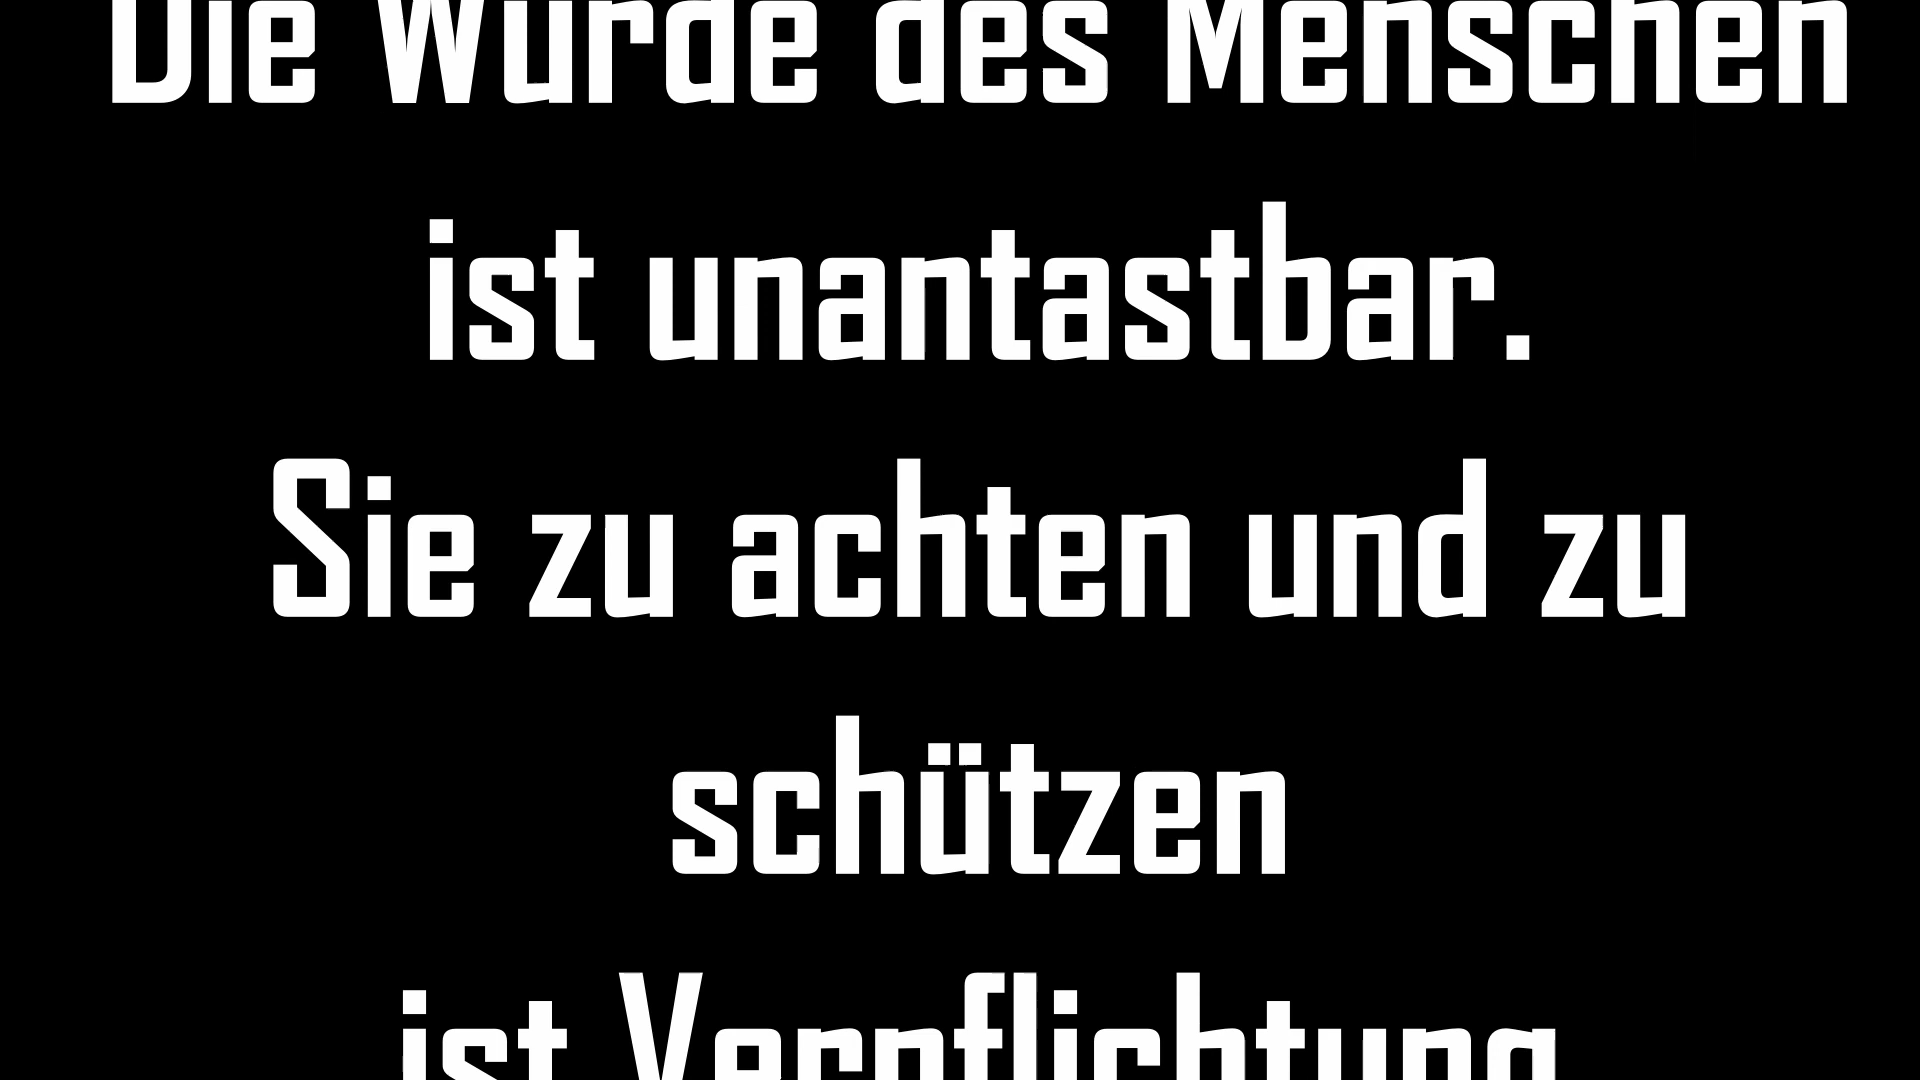 Die Würde des Menschen
ist unantastbar.
Sie zu achten und zu
schützen
ist Verpflichtung